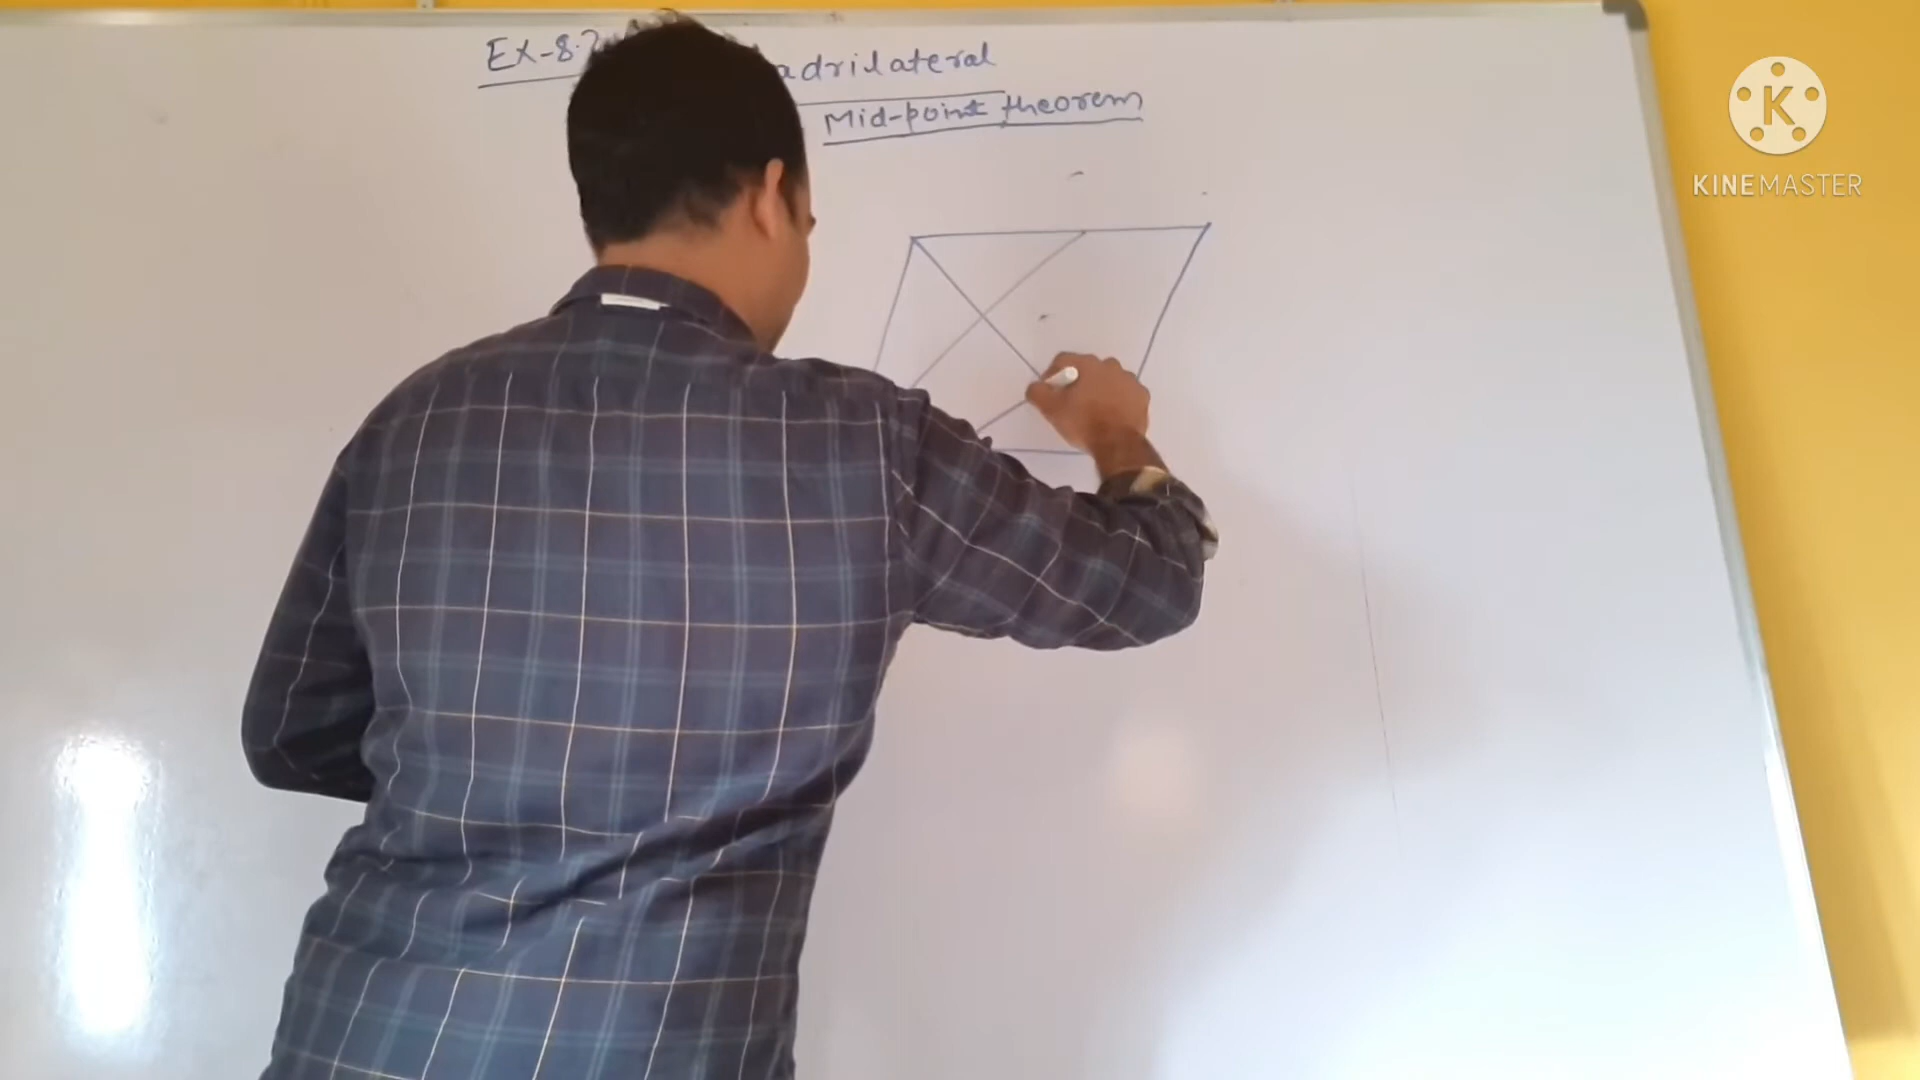 EX-8.2
adrilateral
Mid-point theorem
K
KINEMASTER